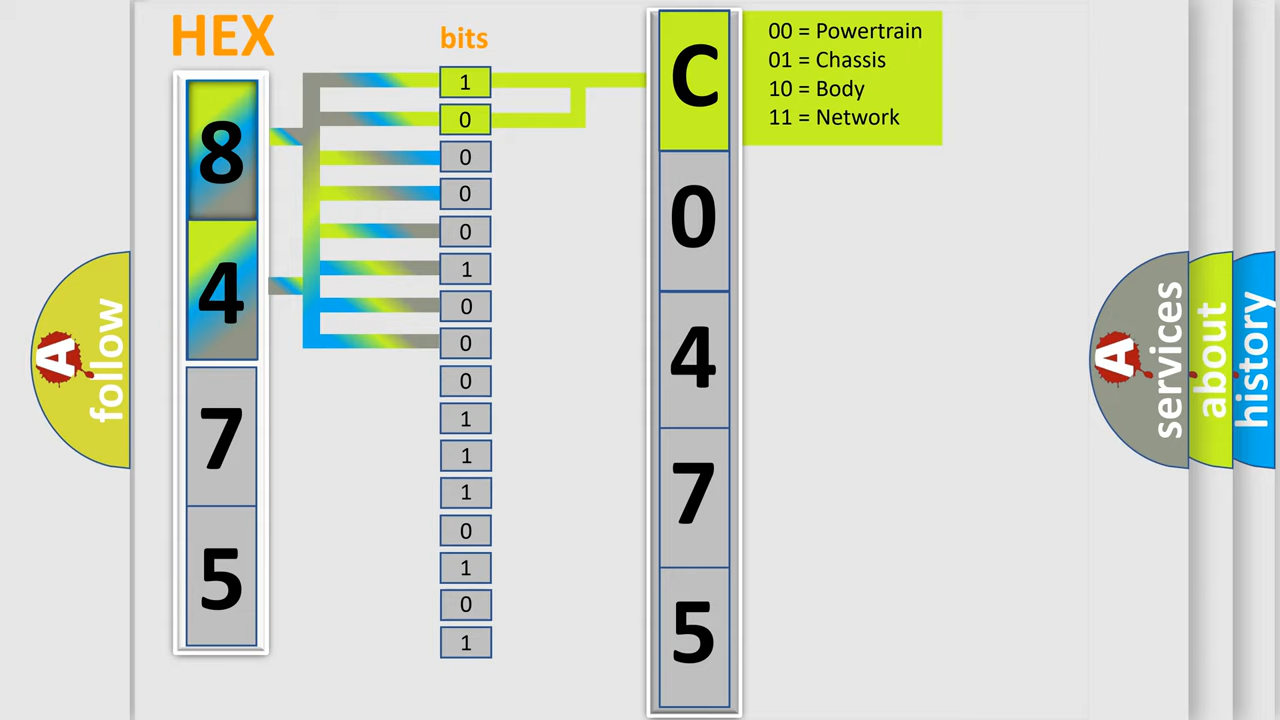 HEX
bits
8
4
7
5
1
0
0
0
0
1
0
0
0
1
1
1
0
1
0
1
C
0
4
7
5
00 = Powertrain
01 = Chassis
10 = Body
11 = Network
A
follow
A
services
about
history